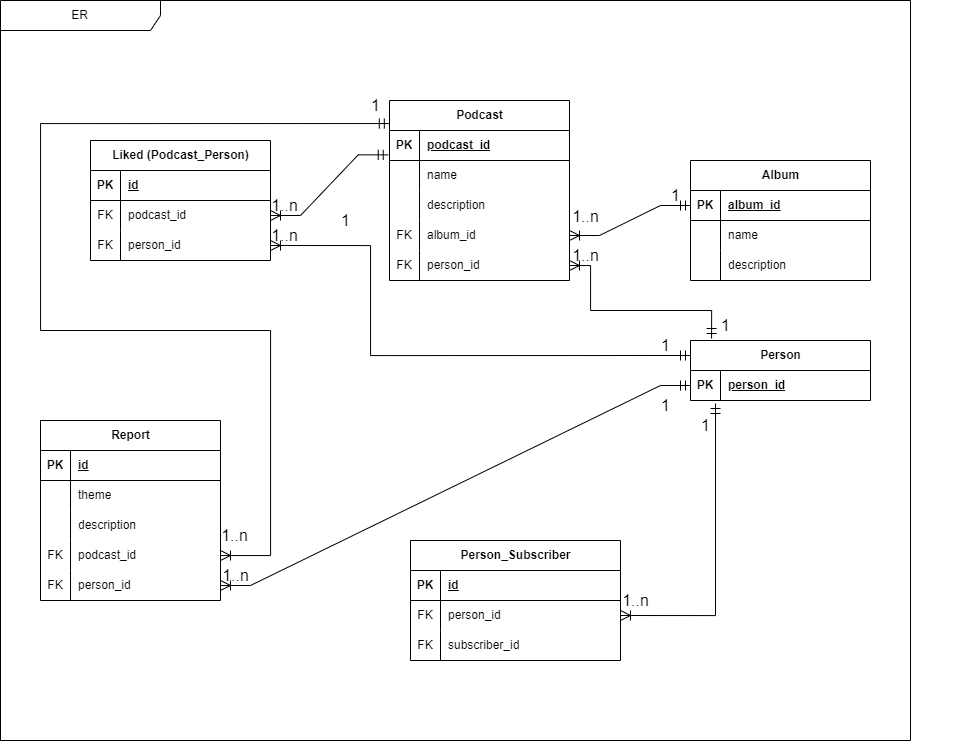 ER
1
Podcast
PK podcast_id
name
description
FK album_id
FK person_id
Liked (Podcast_Person)
PK id
FK podcast_id
FK person_id
1..n
1..n
1
1..n
1..n
1
Album
PK album_id
name
description
1
1
Person
PK person_id
1
1
Report
PK id
theme
description
FK podcast_id
FK person_id
1..n
1..n
Person_Subscriber
PK id
FK person_id
FK subscriber_id
1..n